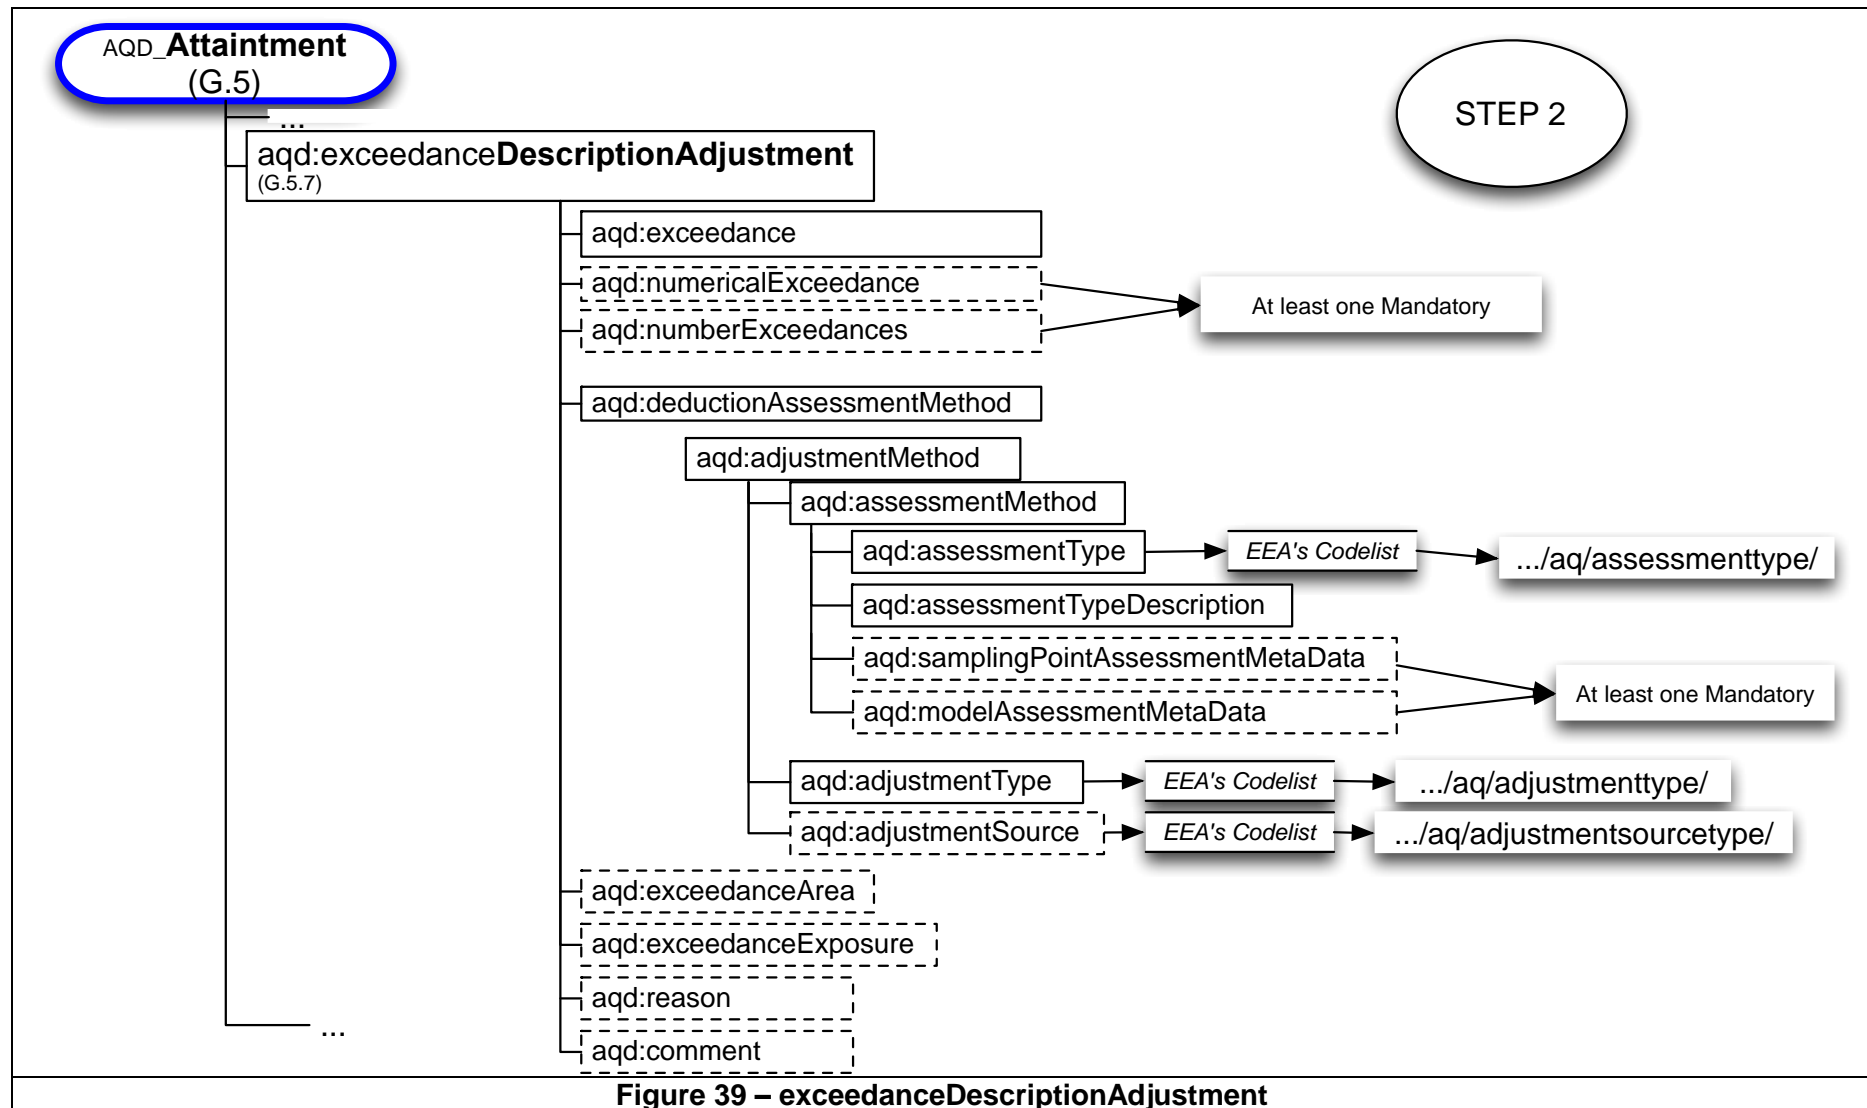 AQD_Attaintment
(G.5)
...
STEP 2
aqd:exceedanceDescriptionAdjustment
(G.5.7)
aqd:exceedance
aqd:numericalExceedance
At least one Mandatory
aqd:numberExceedances
aqd:deductionAssessmentMethod
aqd:adjustmentMethod
aqd:assessmentMethod
aqd:assessmentType
EEA's Codelist
.../aq/assessmenttype/
aqd:assessmentTypeDescription
aqd:samplingPointAssessmentMetaData
At least one Mandatory
aqd:modelAssessmentMetaData
aqd:adjustmentType
EEA's Codelist
.../aq/adjustmenttype/
aqd:adjustmentSource
EEA's Codelist
.../aq/adjustmentsourcetype/
aqd:exceedanceArea
aqd:exceedanceExposure
aqd:reason
...
aqd:comment
Figure 39 – exceedanceDescriptionAdjustment